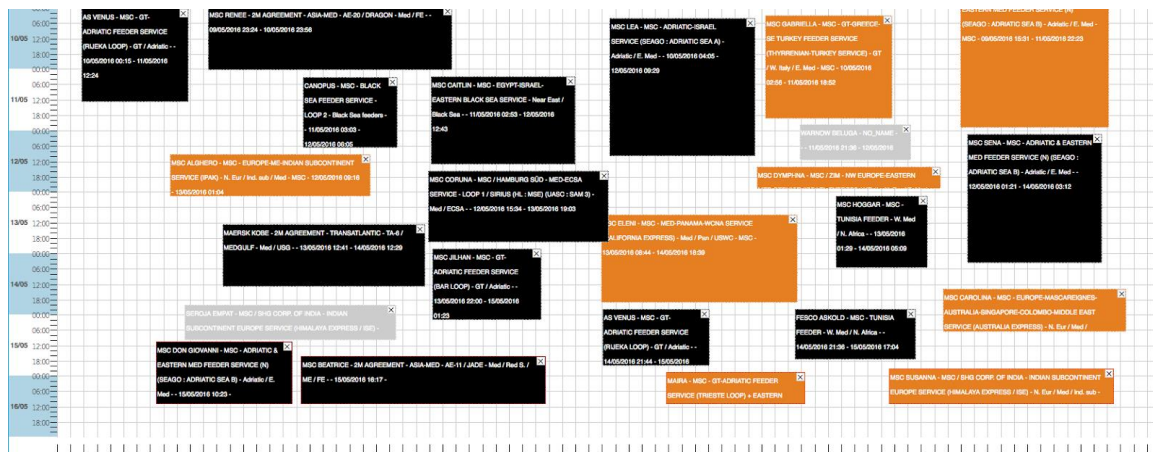 06:00
10/05 12:00
18:00
00:00
06:00
11/05 12:00
18:00
00:00
06:00
12/05 12:00
18:00
00:00
06:00
13/05 12:00
18:00
00:00
06:00
14/05 12:00
18:00
00:00
06:00
15/05 12:00
18:00
00:00
06:00
16/05 12:00
18:00
AS VENUS - MSC - GT-
ADRIATIC FEEDER SERVICE
(RIJEKA LOOP) - GT / Adriatic - -
10/05/2016 00:15 - 11/05/2016
12:24
MSC RENEE - 2M AGREEMENT - ASIA-MED - AE-20 / DRAGON - Med / FE - -
09/05/2016 23:24 - 10/05/2016 23:56
MSC LEA - MSC - ADRIATIC-ISRAEL
SERVICE (SEAGO : ADRIATIC SEA A) -
Adriatic / E. Med - - 10/05/2016 04:05 -
12/05/2016 09:29
MSC GABRIELLA - MSC - GT-GREECE-
SE TURKEY FEEDER SERVICE
(THYRRENIAN-TURKEY SERVICE) - GT
/ W. Italy / E. Med - MSC - 10/05/2016
02:56 - 11/05/2016 18:52
EASTERN MED FEEDER SERVICE (N)
(SEAGO : ADRIATIC SEA B) - Adriatic / E. Med -
MSC - 09/05/2016 15:31 - 11/05/2016 22:23
CANOPUS - MSC - BLACK
SEA FEEDER SERVICE -
LOOP 2 - Black Sea feeders -
- 11/05/2016 03:03 -
12/05/2016 06:05
MSC CAITLIN - MSC - EGYPT-ISRAEL-
EASTERN BLACK SEA SERVICE - Near East /
Black Sea - - 11/05/2016 02:53 - 12/05/2016
12:43
WARNOW BELUGA - NO_NAME -
- - 11/05/2016 21:36 - 12/05/2016
MSC SENA - MSC - ADRIATIC & EASTERN
MED FEEDER SERVICE (N) (SEAGO :
ADRIATIC SEA B) - Adriatic / E. Med - -
12/05/2016 01:21 - 14/05/2016 03:12
MSC ALGHERO - MSC - EUROPE-ME-INDIAN SUBCONTINENT
SERVICE (IPAK) - N. Eur / Ind. sub / Med - MSC - 12/05/2016 09:16
- 13/05/2016 01:04
MSC CORUNA - MSC / HAMBURG SÜD - MED-ECSA
SERVICE - LOOP 1 / SIRIUS (HL : MSE) (UASC : SAM 3) -
Med / ECSA - - 12/05/2016 15:34 - 13/05/2016 19:03
MSC DYMPHNA - MSC / ZIM - NW EUROPE-EASTERN
MSC HOGGAR - MSC -
TUNISIA FEEDER - W. Med
/ N. Africa - - 13/05/2016
01:29 - 14/05/2016 05:09
MAERSK KOBE - 2M AGREEMENT - TRANSATLANTIC - TA-6 /
MEDGULF - Med / USG - - 13/05/2016 12:41 - 14/05/2016 12:29
MSC ELENI - MSC - MED-PANAMA-WCNA SERVICE
(CALIFORNIA EXPRESS) - Med / Pan / USWC - MSC -
13/05/2016 08:44 - 14/05/2016 18:39
MSC JILHAN - MSC - GT-
ADRIATIC FEEDER SERVICE
(BAR LOOP) - GT / Adriatic - -
13/05/2016 22:00 - 15/05/2016
01:23
SEROJA EMPAT - MSC / SHG CORP. OF INDIA - INDIAN
SUBCONTINENT EUROPE SERVICE (HIMALAYA EXPRESS / ISE) -
AS VENUS - MSC - GT-
ADRIATIC FEEDER SERVICE
(RIJEKA LOOP) - GT / Adriatic - -
14/05/2016 21:44 - 15/05/2016
FESCO ASKOLD - MSC - TUNISIA
FEEDER - W. Med / N. Africa - -
14/05/2016 21:36 - 15/05/2016 17:04
MSC CAROLINA - MSC - EUROPE-MASCAREIGNES-
AUSTRALIA-SINGAPORE-COLOMBO-MIDDLE EAST
SERVICE (AUSTRALIA EXPRESS) - N. Eur / Med /
MSC DON GIOVANNI - MSC - ADRIATIC &
EASTERN MED FEEDER SERVICE (N)
(SEAGO : ADRIATIC SEA B) - Adriatic / E.
Med - - 15/05/2016 10:23 -
MSC BEATRICE - 2M AGREEMENT - ASIA-MED - AE-11 / JADE - Med / Red S. /
ME / FE - - 15/05/2016 16:17 -
MAIRA - MSC - GT-ADRIATIC FEEDER
SERVICE (TRIESTE LOOP) + EASTERN
MSC SUSANNA - MSC / SHG CORP. OF INDIA - INDIAN SUBCONTINENT
EUROPE SERVICE (HIMALAYA EXPRESS / ISE) - N. Eur / Med / Ind. sub -